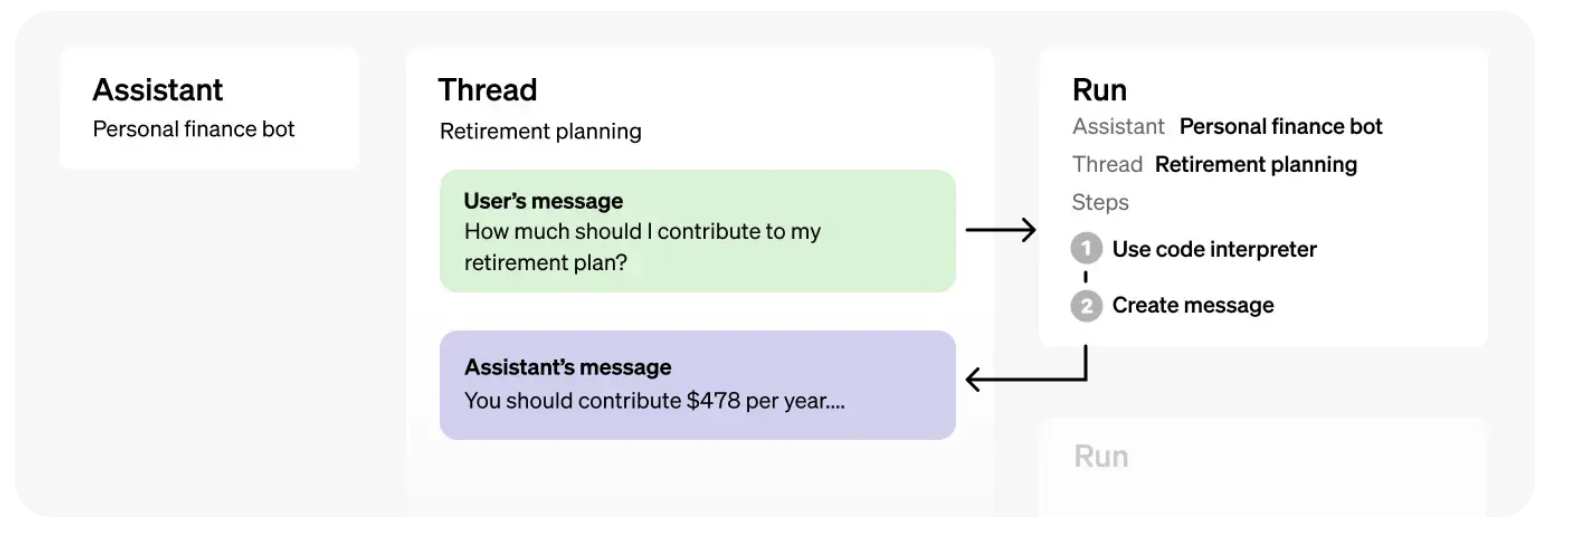 Assistant
Personal finance bot
Thread
Retirement planning
User’s message
How much should I contribute to my
retirement plan?
Assistant’s message
You should contribute $478 per year....
Run
Assistant Personal finance bot
Thread Retirement planning
Steps
1 Use code interpreter
2 Create message
Run